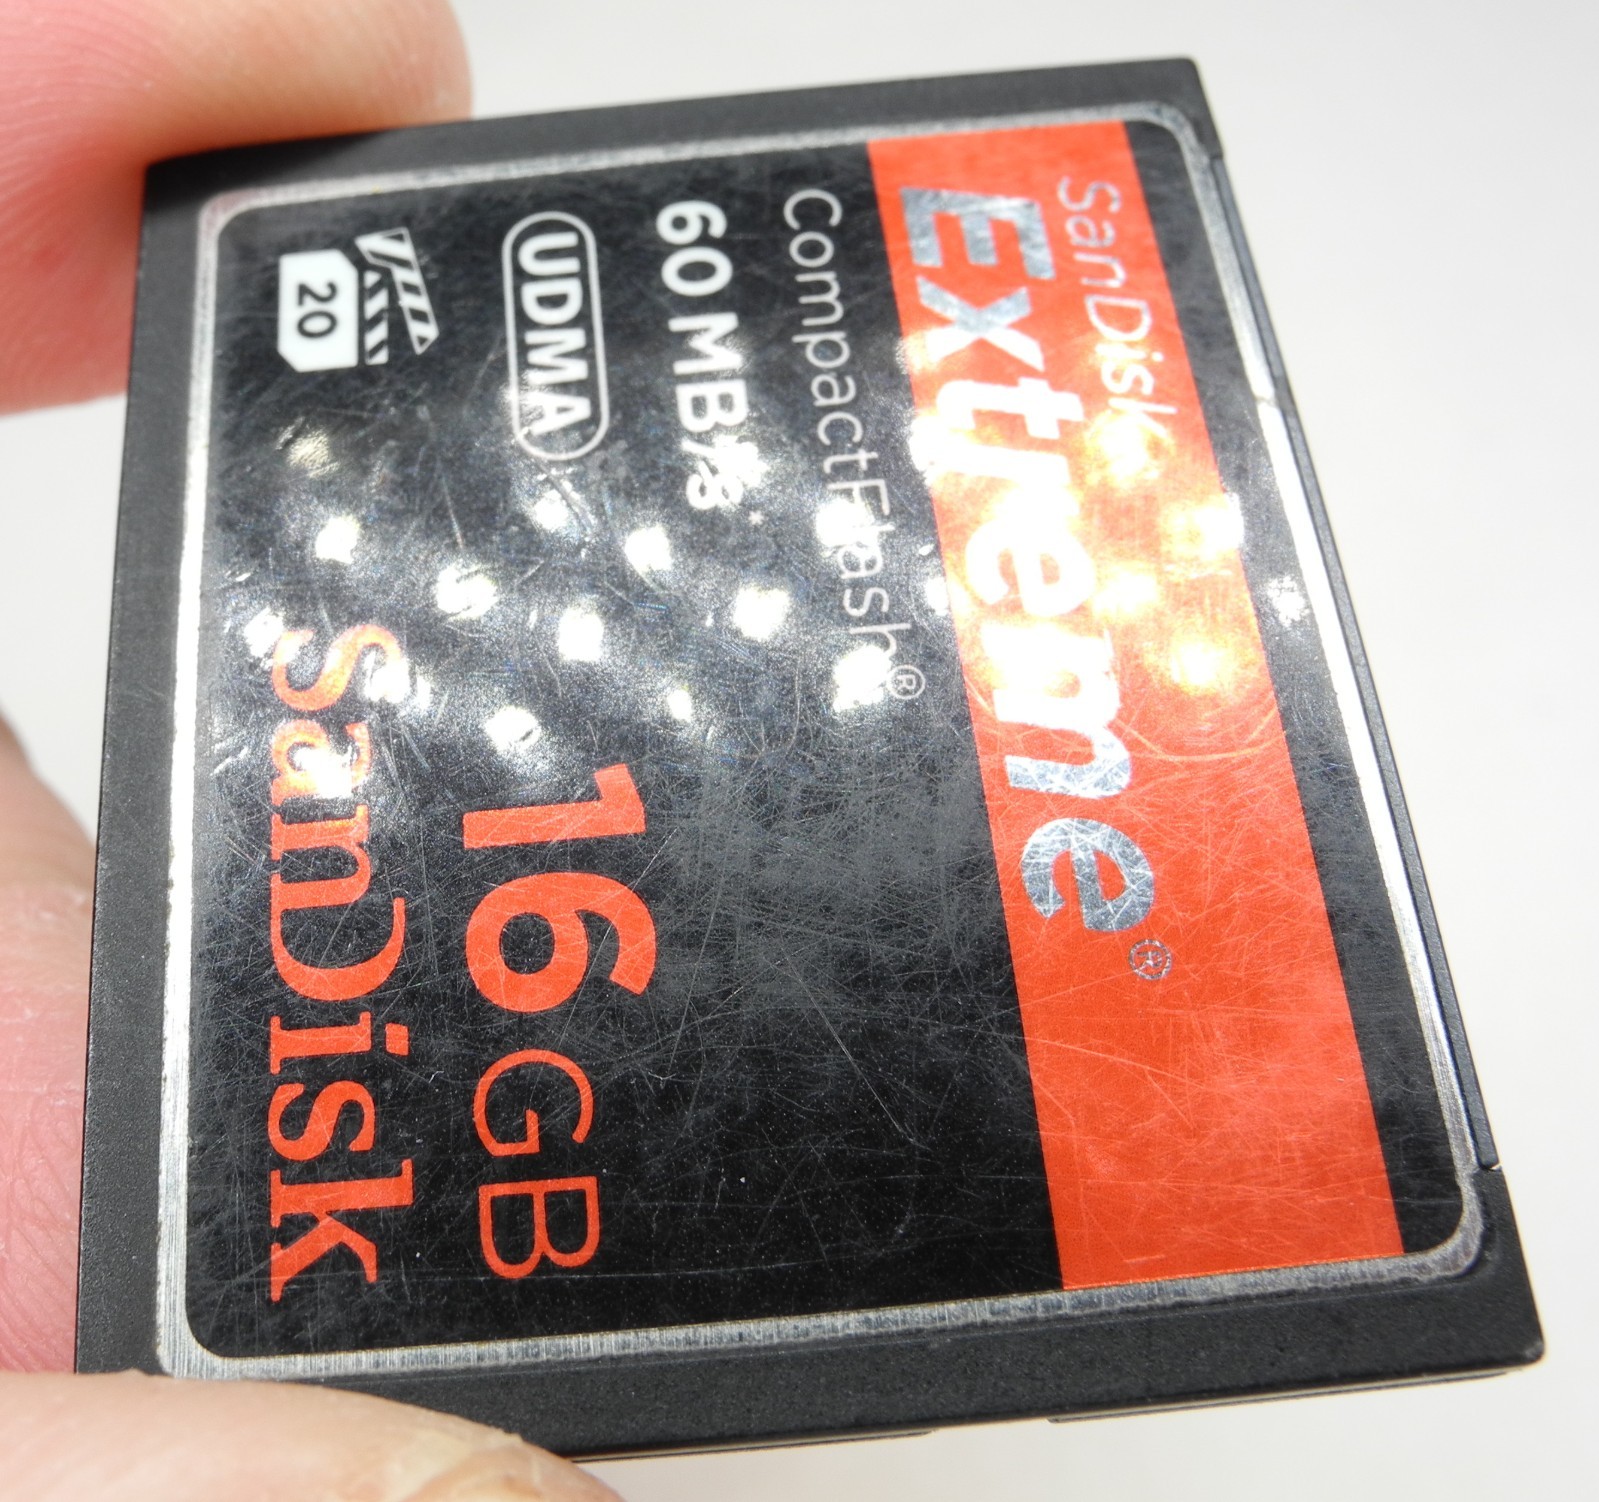 SanDisk
Extreme®
CompactFlash®
60 MB/s
UDMA
20
16 GB
SanDisk